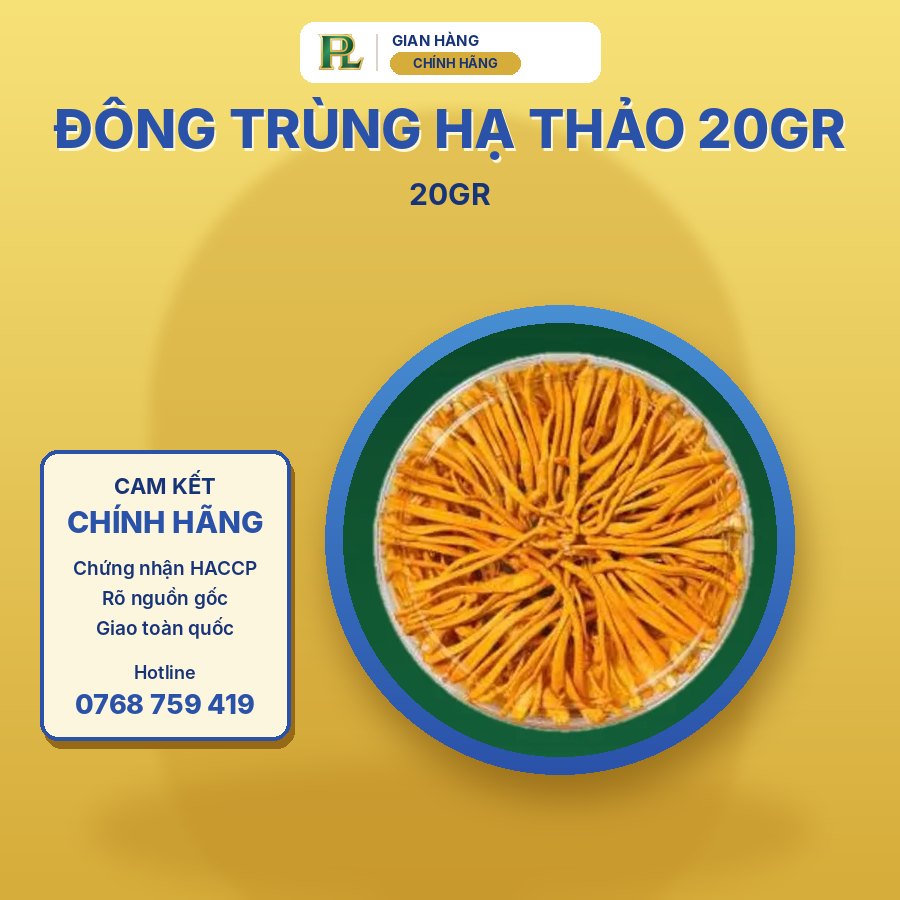 PL
GIAN HÀNG
CHÍNH HÃNG
ĐÔNG TRÙNG HẠ THẢO 20GR
20GR
CAM KẾT
CHÍNH HÃNG
Chứng nhận HACCP
Rõ nguồn gốc
Giao toàn quốc
Hotline
0768 759 419